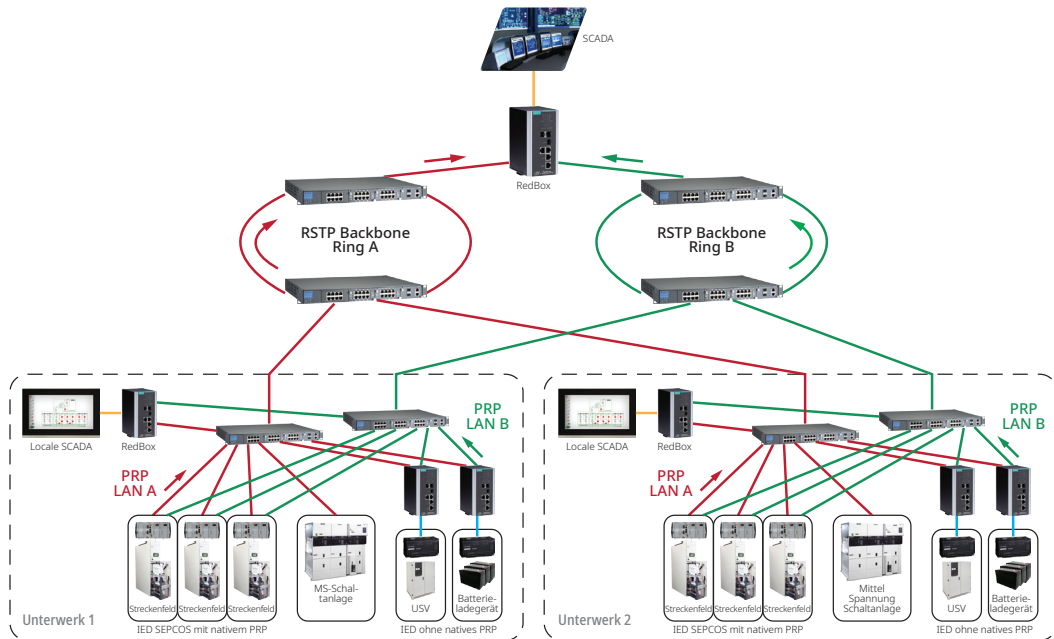 SCADA
RedBox
RSTP Backbone
Ring A
RSTP Backbone
Ring B
Locale SCADA
RedBox
PRP
LAN B
PRP
LAN A
Streckenfeld
Streckenfeld
Streckenfeld
MS-Schal-
tanlage
USV
Batterie-
ladegerät
Unterwerk 1
IED SEPCOS mit nativem PRP
IED ohne natives PRP
Locale SCADA
RedBox
PRP
LAN B
PRP
LAN A
Streckenfeld
Streckenfeld
Streckenfeld
Mittel
Spannung
Schaltanlage
USV
Batterie-
ladegerät
Unterwerk 2
IED SEPCOS mit nativem PRP
IED ohne natives PRP